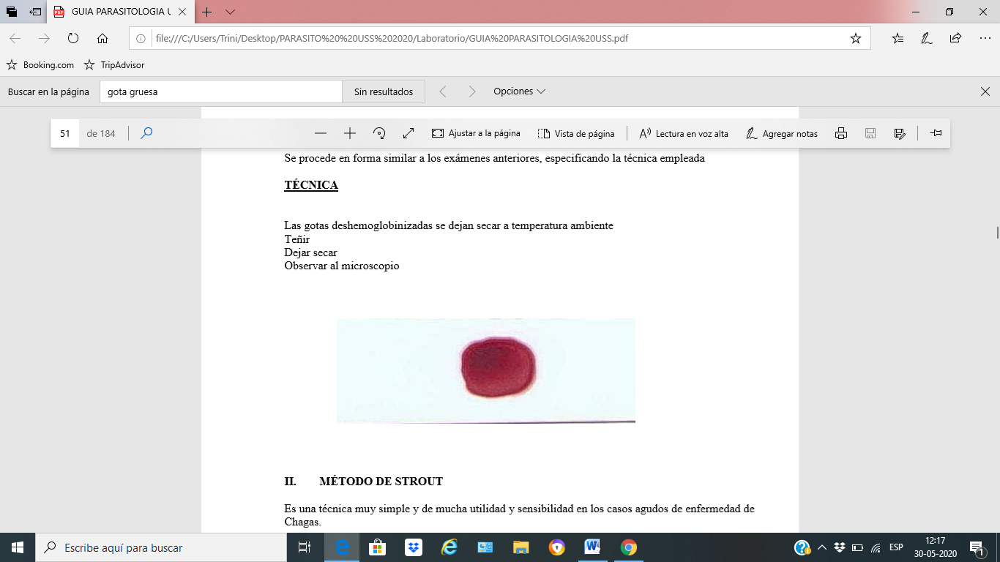 GUIA PARASITOLOGIA U
file:///C:/Users/Trini/Desktop/PARASITO%20%20USS%202020/Laboratorio/GUIA%20PARASITOLOGIA%20USS.pdf
Booking.com TripAdvisor
Buscar en la página gota gruesa Sin resultados Opciones
51 de 184 Ajustar a la página Vista de página Lectura en voz alta Agregar notas
Se procede en forma similar a los exámenes anteriores, especificando la técnica empleada
TÉCNICA
Las gotas deshemoglobinizadas se dejan secar a temperatura ambiente
Teñir
Dejar secar
Observar al microscopio
II. MÉTODO DE STROUT
Es una técnica muy simple y de mucha utilidad y sensibilidad en los casos agudos de enfermedad de
Chagas.
Escribe aquí para buscar
ESP
12:17
30-05-2020
1